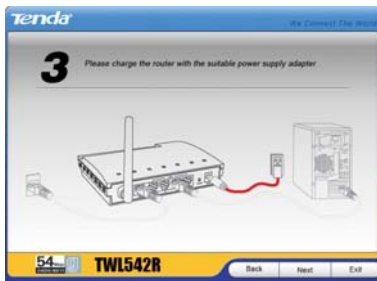 Tenda
We Connect The World
3
Please charge the router with the suitable power supply adapter
54
TWL542R
Back
Next
Exit